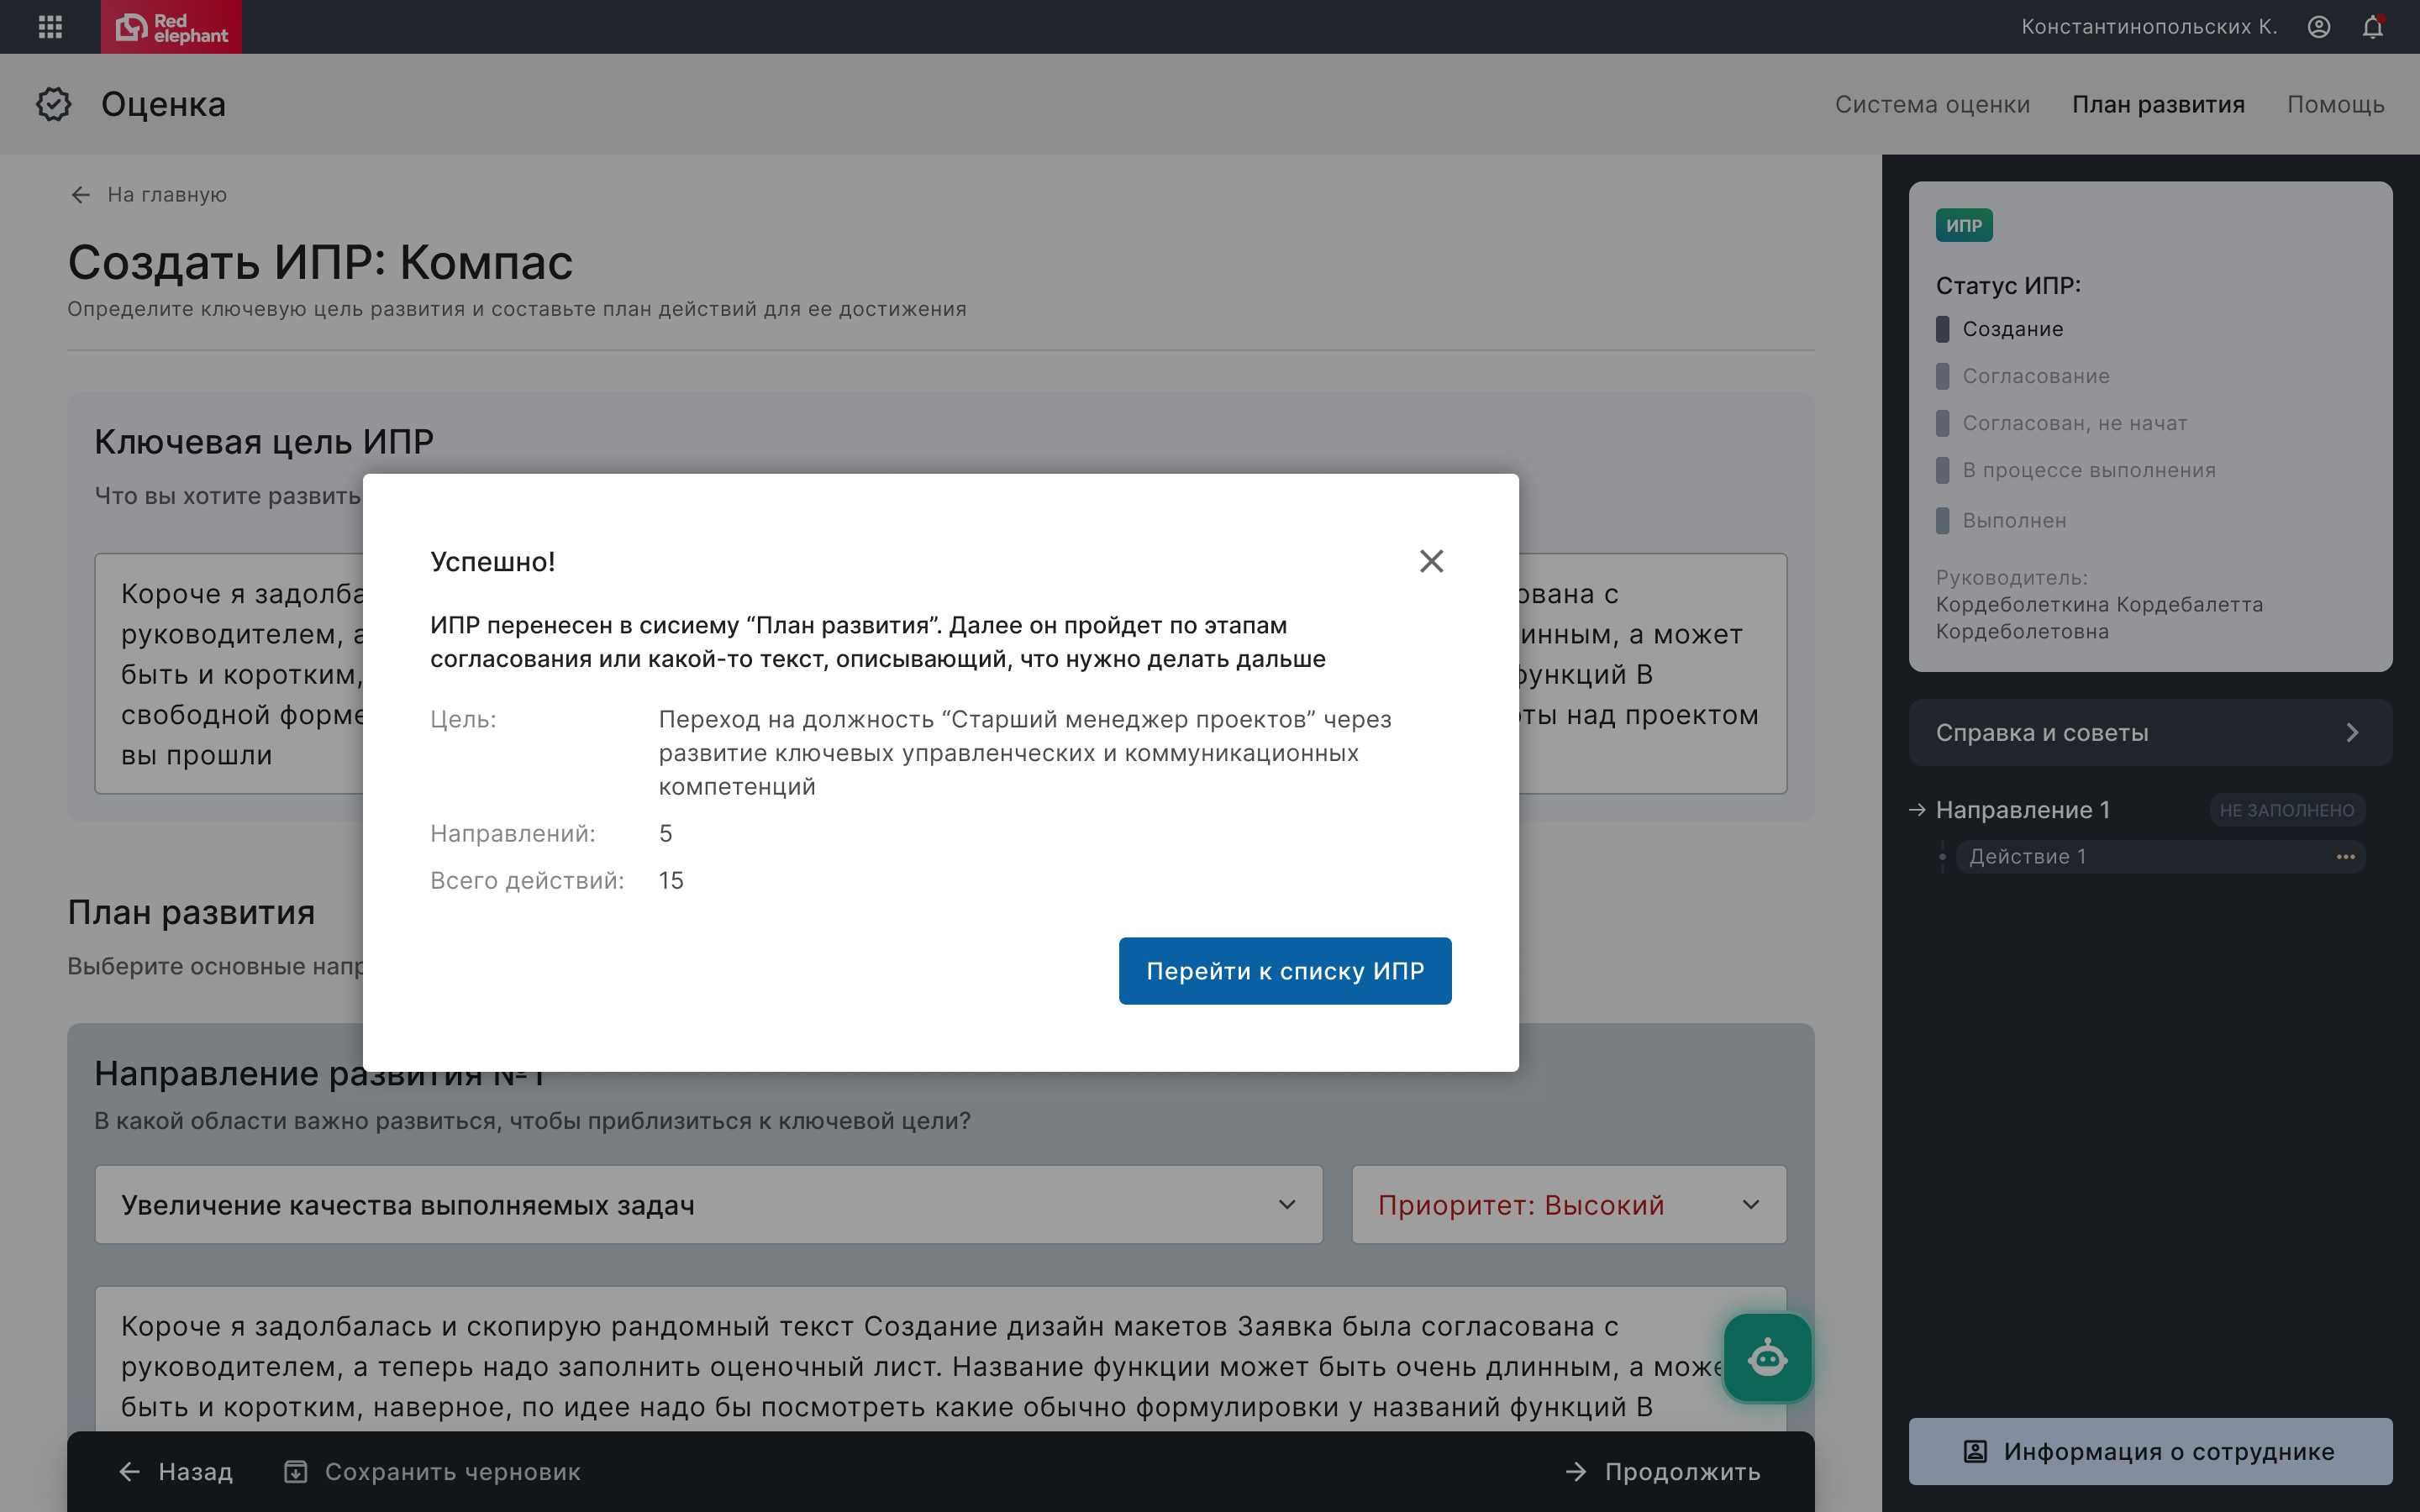 Red
elephant
Константинопольских К.
Оценка
Система оценки
План развития
Помощь
На главную
Создать ИПР: Компас
Определите ключевую цель развития и составьте план действий для ее достижения
Ключевая цель ИПР
Что вы хотите развить
Короче я задолба
руководителем, а
быть и коротким,
свободной форме
вы прошли
ована с
инным, а может
функций В
ты над проектом
Успешно!
ИПР перенесен в сисиему “План развития”. Далее он пройдет по этапам
согласования или какой-то текст, описывающий, что нужно делать дальше
Цель:
Переход на должность “Старший менеджер проектов” через
развитие ключевых управленческих и коммуникационных
компетенций
Направлений:
5
Всего действий:
15
Перейти к списку ИПР
План развития
Выберите основные напр
Направление развития №1
В какой области важно развиться, чтобы приблизиться к ключевой цели?
Увеличение качества выполняемых задач
Приоритет: Высокий
Короче я задолбалась и скопирую рандомный текст Создание дизайн макетов Заявка была согласована с
руководителем, а теперь надо заполнить оценочный лист. Название функции может быть очень длинным, а може
быть и коротким, наверное, по идее надо бы посмотреть какие обычно формулировки у названий функций В
Назад
Сохранить черновик
Продолжить
ИПР
Статус ИПР:
Создание
Согласование
Согласован, не начат
В процессе выполнения
Выполнен
Руководитель:
Кордеболеткина Кордебалетта
Кордеболетовна
Справка и советы
Направление 1
НЕ ЗАПОЛНЕНО
Действие 1
Информация о сотруднике